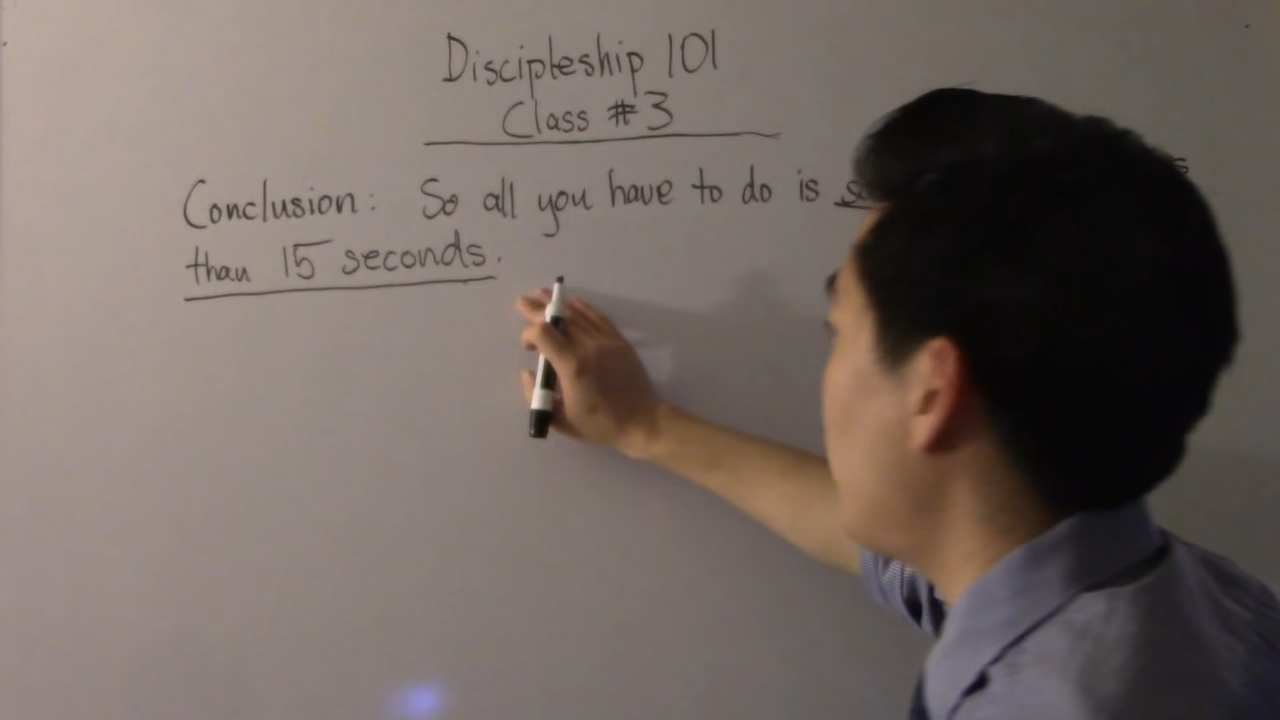 Discipleship 101
Class #3
Conclusion: So all you have to do is
than 15 seconds.